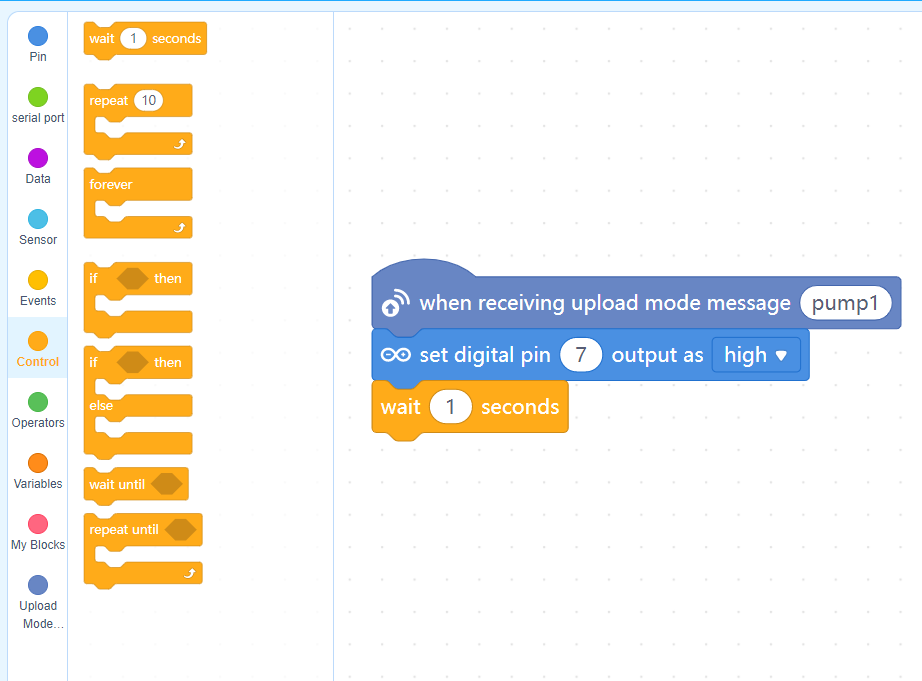 Pin
serial port
Data
Sensor
Events
Control
Operators
Variables
My Blocks
Upload
Mode...
wait 1 seconds
repeat 10
forever
if then
if then
else
wait until
repeat until
when receiving upload mode message pump1
set digital pin 7 output as high
wait 1 seconds